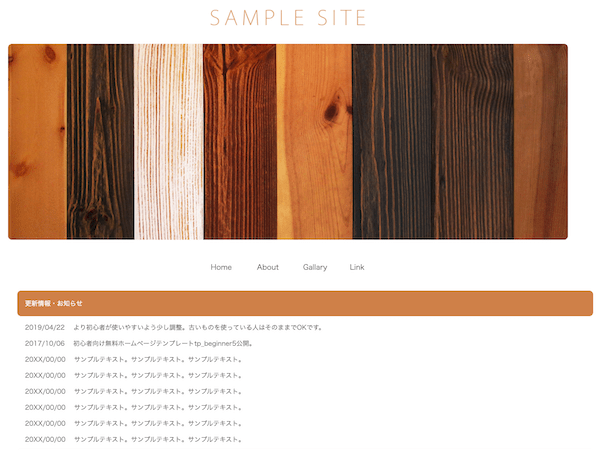 SAMPLE SITE
Home About Gallary Link
更新情報・お知らせ
2019/04/22 より初心者が使いやすいよう少し調整。古いものを使っている人はそのままでOKです。
2017/10/06 初心者向け無料ホームページテンプレートtp_beginner5公開。
20XX/00/00 サンプルテキスト。サンプルテキスト。サンプルテキスト。
20XX/00/00 サンプルテキスト。サンプルテキスト。サンプルテキスト。
20XX/00/00 サンプルテキスト。サンプルテキスト。サンプルテキスト。
20XX/00/00 サンプルテキスト。サンプルテキスト。サンプルテキスト。
20XX/00/00 サンプルテキスト。サンプルテキスト。サンプルテキスト。
20XX/00/00 サンプルテキスト。サンプルテキスト。サンプルテキスト。